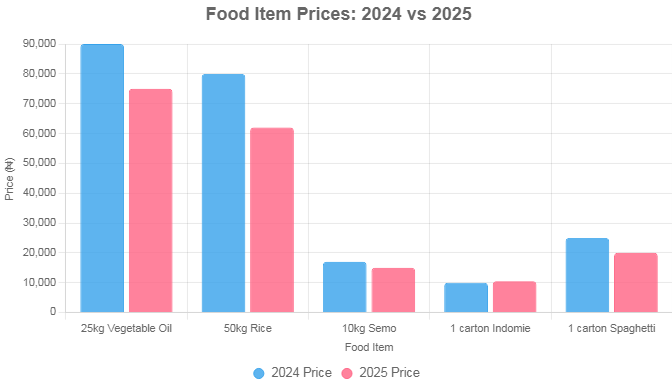 Food Item Prices: 2024 vs 2025
90,000
80,000
70,000
60,000
50,000
40,000
30,000
20,000
10,000
0
Price (₦)
25kg Vegetable Oil
50kg Rice
10kg Semo
1 carton Indomie
1 carton Spaghetti
Food Item
2024 Price
2025 Price